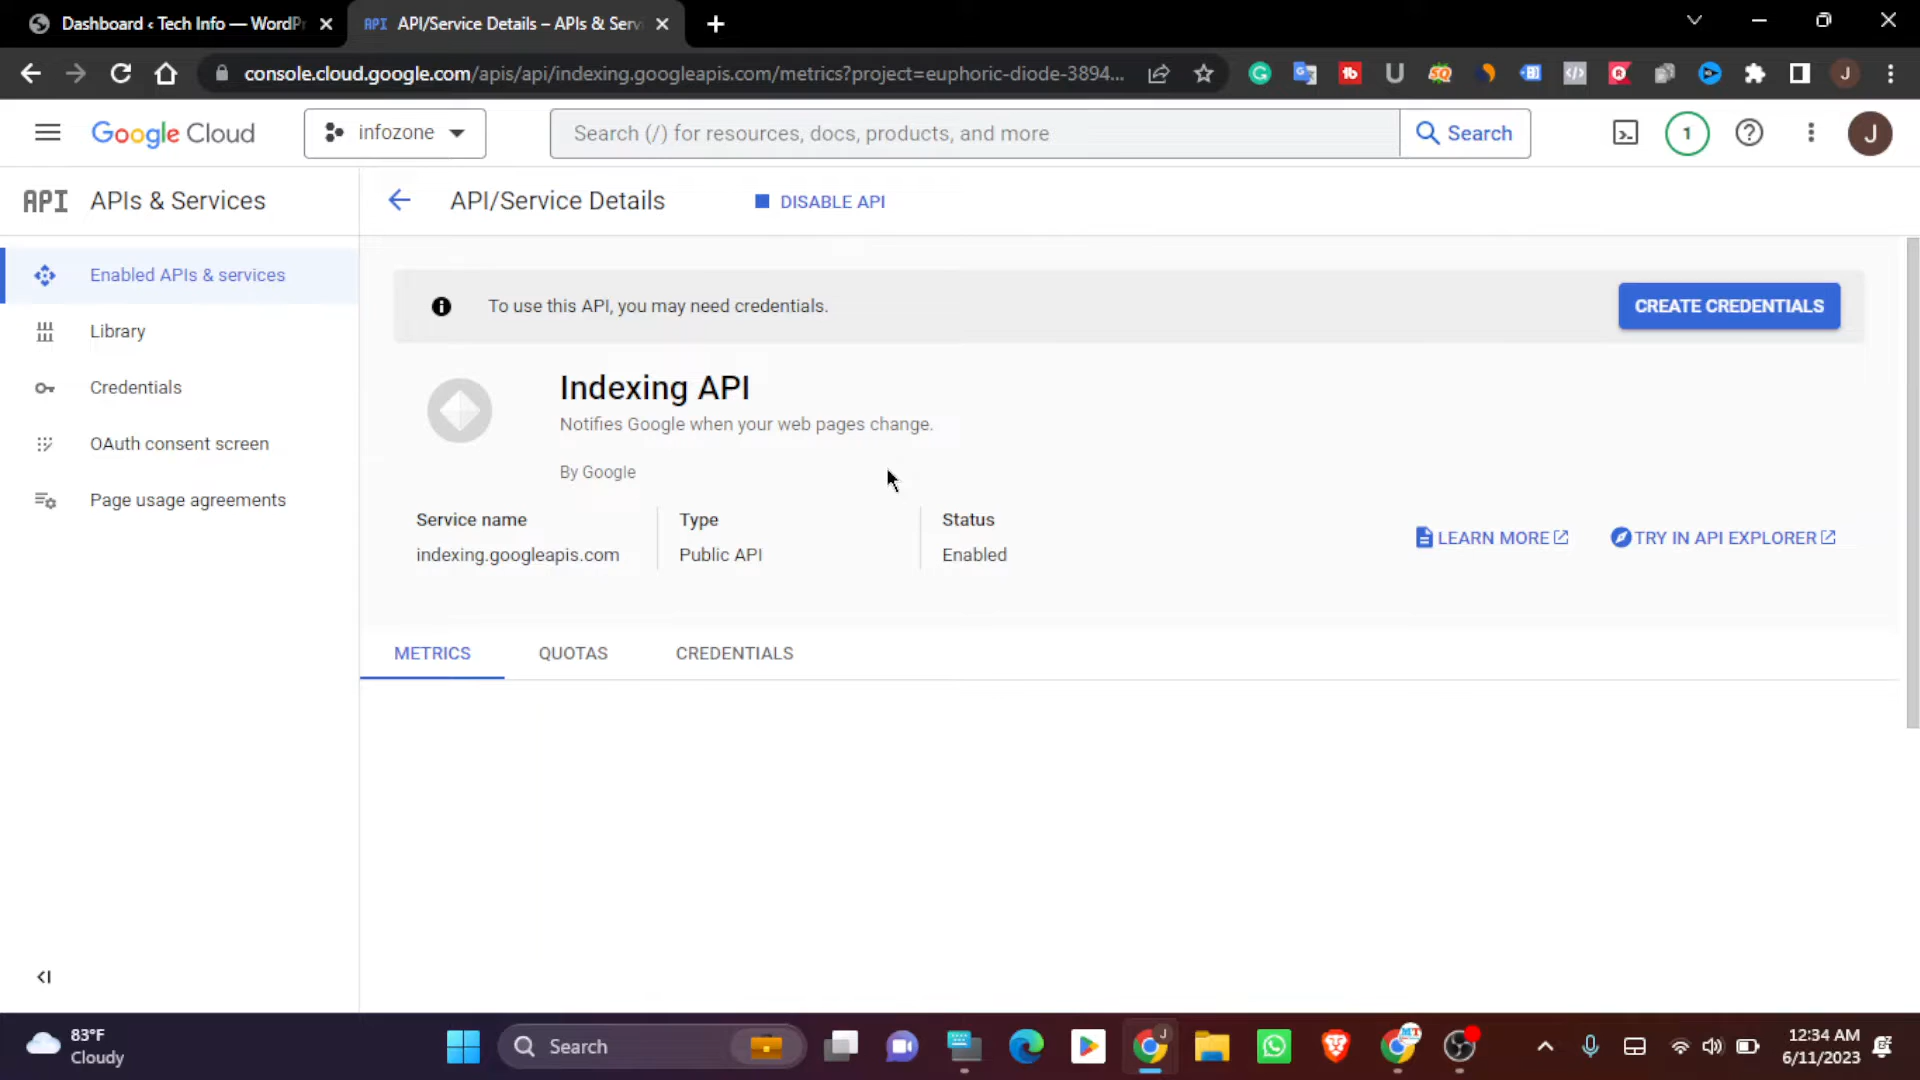 Dashboard ‹ Tech Info — WordPr
API API/Service Details – APIs & Serv
console.cloud.google.com/apis/api/indexing.googleapis.com/metrics?project=euphoric-diode-3894...
Google Cloud
infozone
Search (/) for resources, docs, products, and more
Search
1
J
API APIs & Services
API/Service Details
DISABLE API
Enabled APIs & services
Library
Credentials
OAuth consent screen
Page usage agreements
To use this API, you may need credentials.
CREATE CREDENTIALS
Indexing API
Notifies Google when your web pages change.
By Google
Service name
indexing.googleapis.com
Type
Public API
Status
Enabled
LEARN MORE
TRY IN API EXPLORER
METRICS
QUOTAS
CREDENTIALS
83°F
Cloudy
Search
12:34 AM
6/11/2023